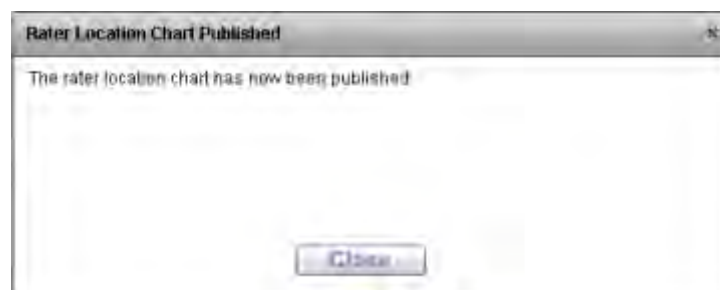 Rater Location Chart Published
The rater location chart has now been published
Close